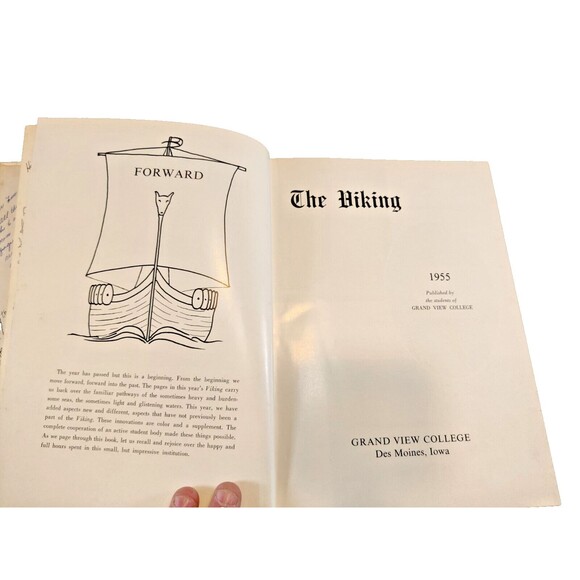 FORWARD
The year has passed but this is a beginning. From the beginning we
move forward, forward into the past. The pages in this year's Viking carry
us back over the familiar pathways of the sometimes heavy and burden-
some seas, the sometimes light and glistening waters. This year, we have
added aspects new and different, aspects that have not previously been a
part of the Viking. These innovations are color and a supplement. The
complete cooperation of an active student body made these things possible.
As we page through this book, let us recall and rejoice over the happy and
full hours spent in this small, but impressive institution.
The Viking
1955
Published by
the students of
GRAND VIEW COLLEGE
GRAND VIEW COLLEGE
Des Moines, Iowa